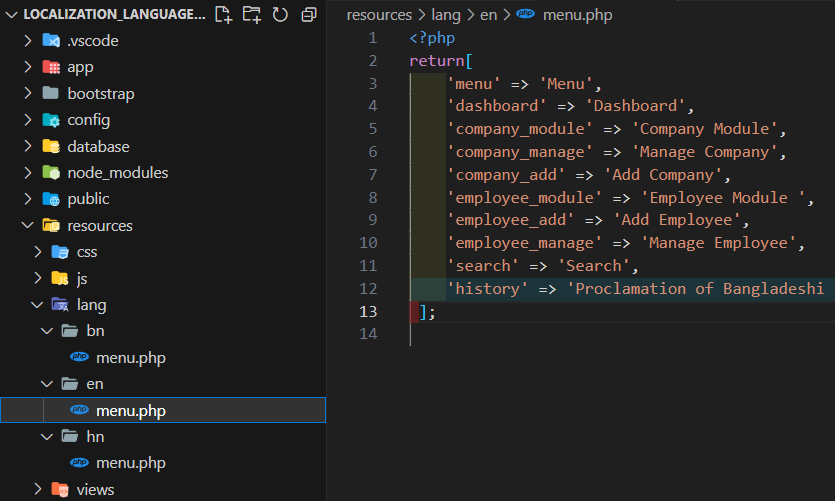 LOCALIZATION_LANGUAGE...
.vscode
app
bootstrap
config
database
node_modules
public
resources
css
js
lang
bn
menu.php
en
menu.php
hn
menu.php
views
resources > lang > en > php menu.php
1 <?php
2 return[
3 'menu' => 'Menu',
4 'dashboard' => 'Dashboard',
5 'company_module' => 'Company Module',
6 'company_manage' => 'Manage Company',
7 'company_add' => 'Add Company',
8 'employee_module' => 'Employee Module ',
9 'employee_add' => 'Add Employee',
10 'employee_manage' => 'Manage Employee',
11 'search' => 'Search',
12 'history' => 'Proclamation of Bangladeshi
13 ];
14